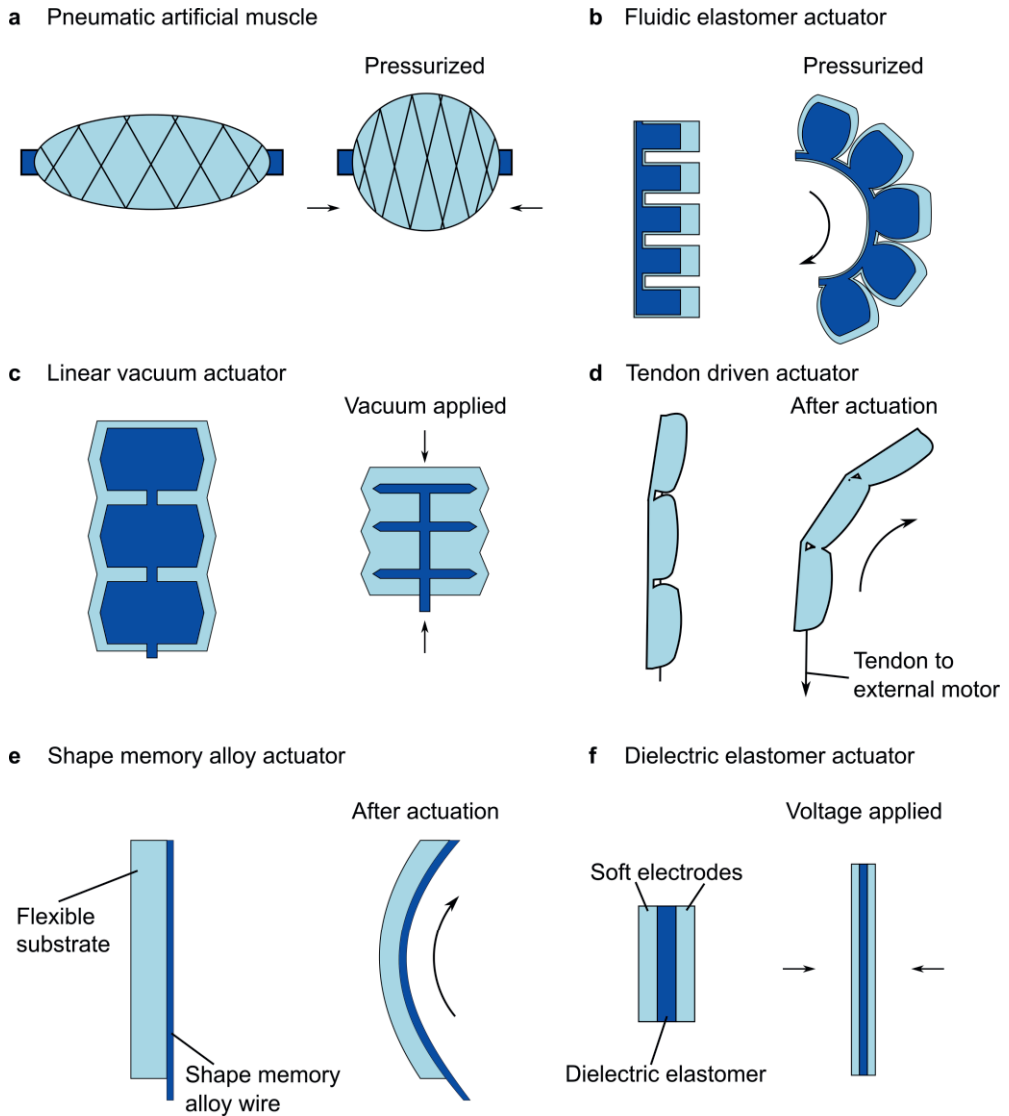 a Pneumatic artificial muscle
Pressurized
b Fluidic elastomer actuator
Pressurized
c Linear vacuum actuator
Vacuum applied
d Tendon driven actuator
After actuation
Tendon to
external motor
e Shape memory alloy actuator
After actuation
Flexible
substrate
Shape memory
alloy wire
f Dielectric elastomer actuator
Voltage applied
Soft electrodes
Dielectric elastomer